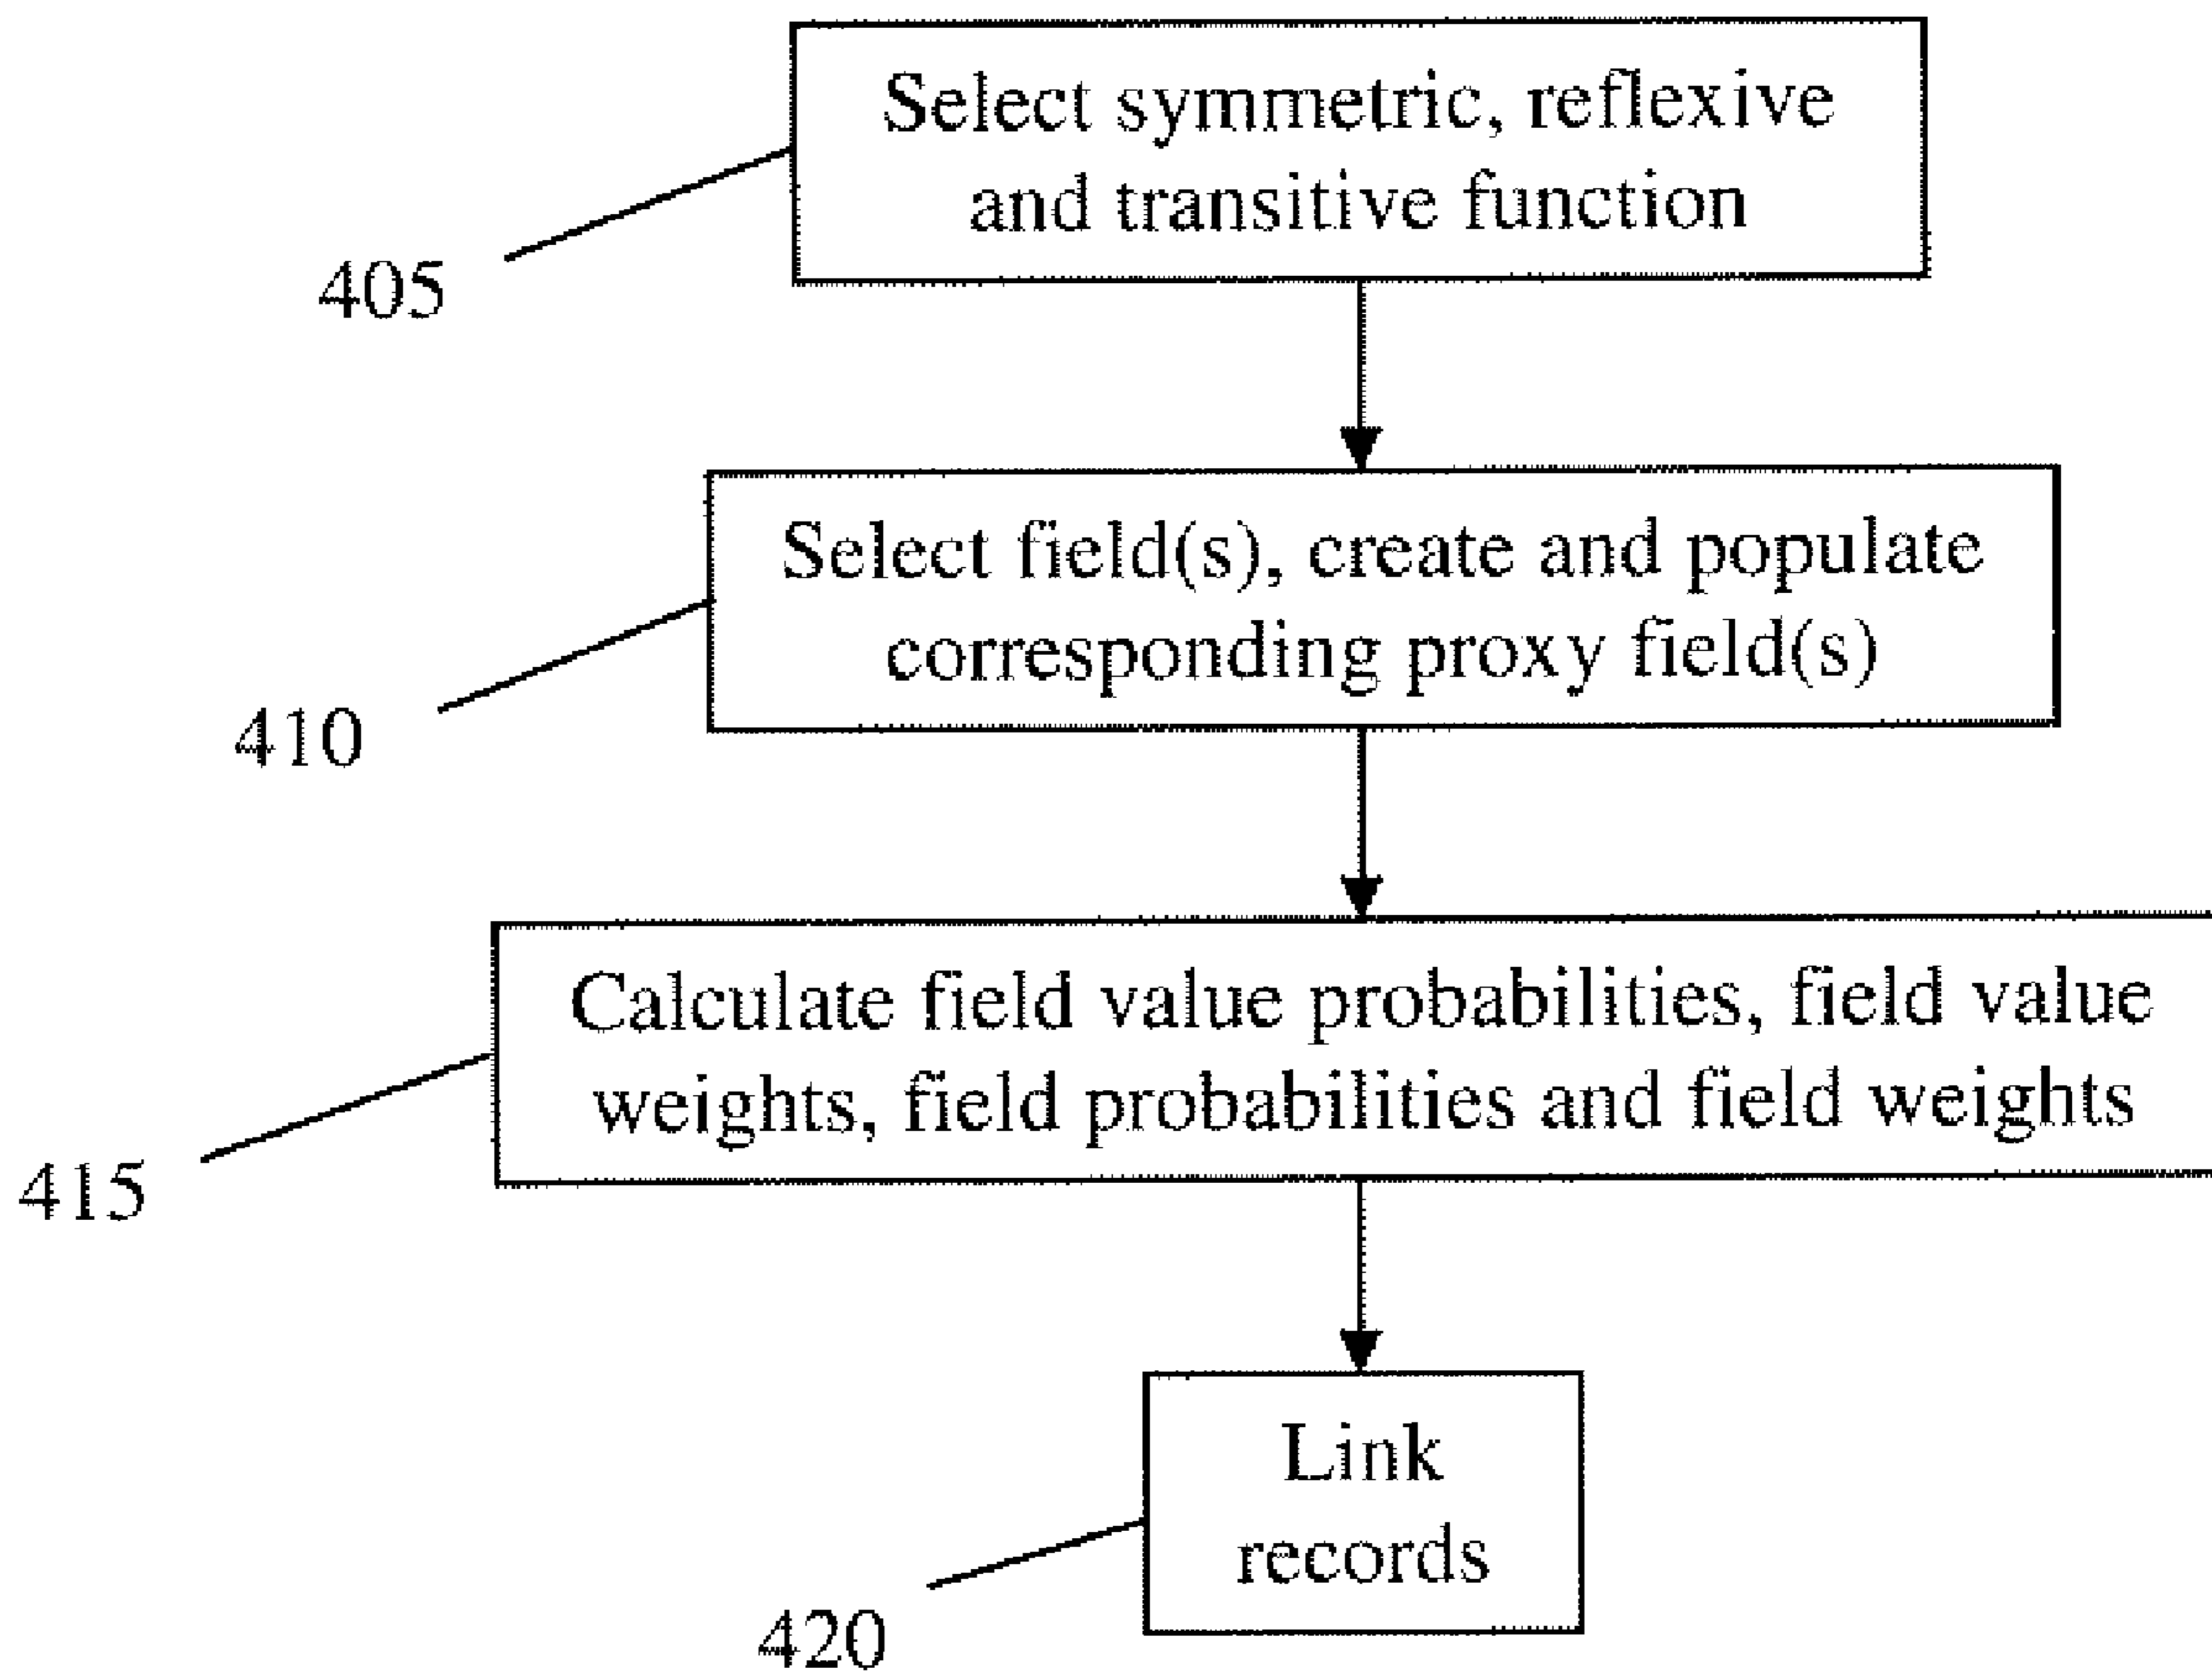 Select symmetric, reflexive
and transitive function
405
Select field(s), create and populate
corresponding proxy field(s)
410
Calculate field value probabilities, field value
weights, field probabilities and field weights
415
Link
records
420